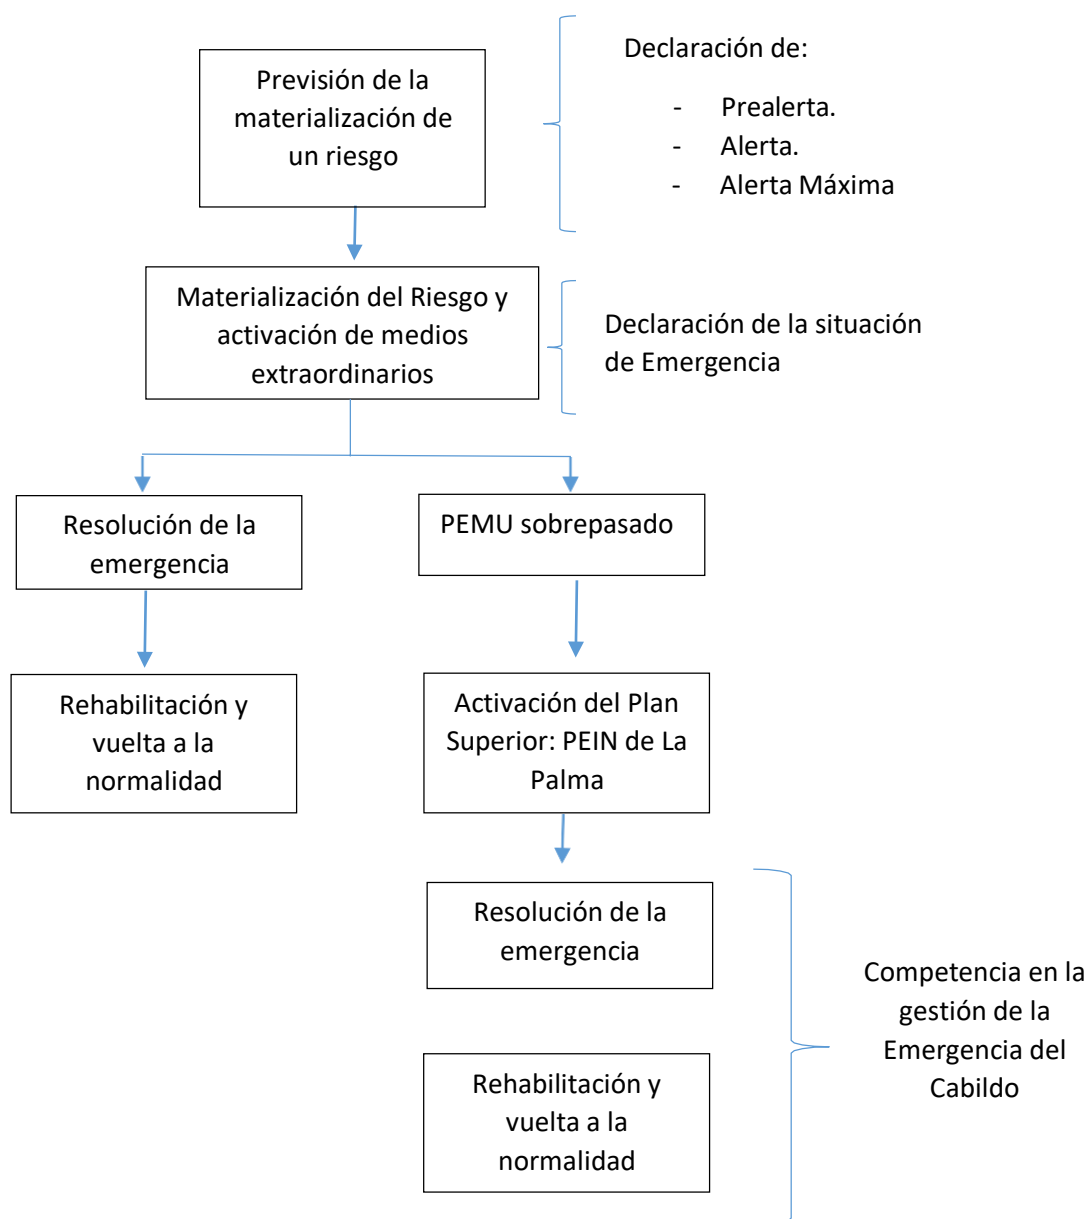 Previsión de la
materialización de
un riesgo
Declaración de:
- Prealerta.
- Alerta.
- Alerta Máxima
Materialización del Riesgo y
activación de medios
extraordinarios
Declaración de la situación
de Emergencia
Resolución de la
emergencia
PEMU sobrepasado
Rehabilitación y
vuelta a la
normalidad
Activación del Plan
Superior: PEIN de La
Palma
Resolución de la
emergencia
Rehabilitación y
vuelta a la
normalidad
Competencia en la
gestión de la
Emergencia del
Cabildo